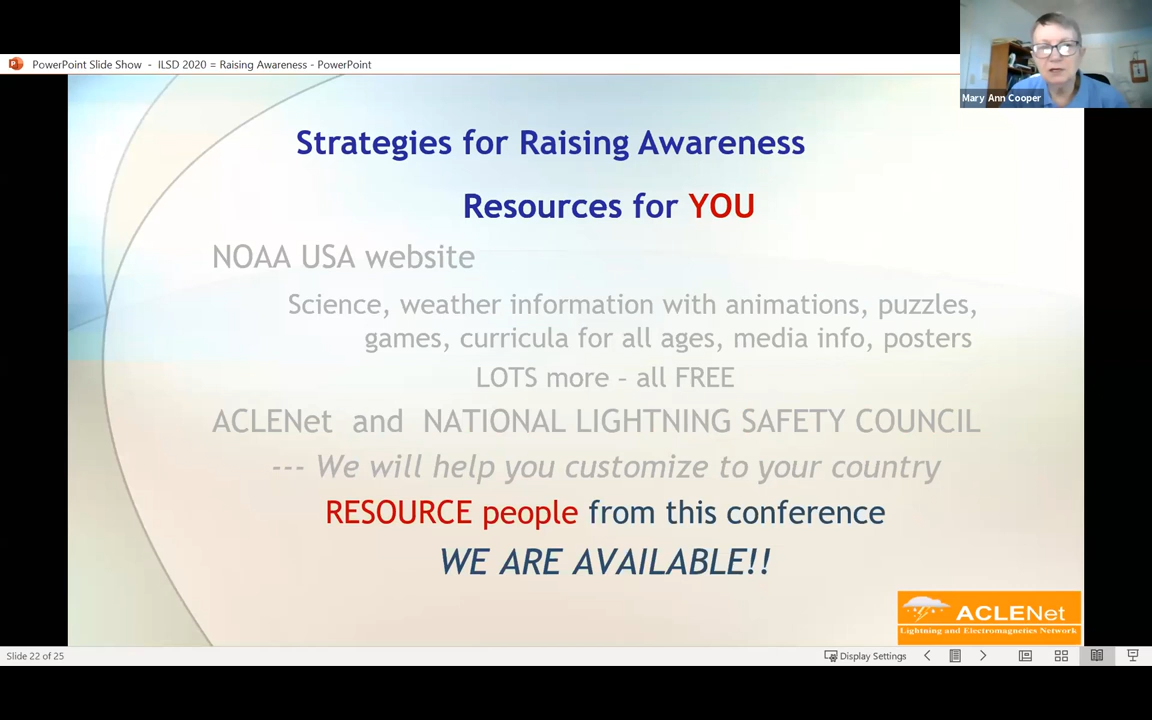 PowerPoint Slide Show - ILSD 2020 = Raising Awareness - PowerPoint
Mary Ann Cooper
Strategies for Raising Awareness
Resources for YOU
NOAA USA website
Science, weather information with animations, puzzles,
games, curricula for all ages, media info, posters
LOTS more – all FREE
ACLENet and NATIONAL LIGHTNING SAFETY COUNCIL
--- We will help you customize to your country
RESOURCE people from this conference
WE ARE AVAILABLE!!
ACLENet
Lightning and Electromagnetics Network
Slide 22 of 25
Display Settings